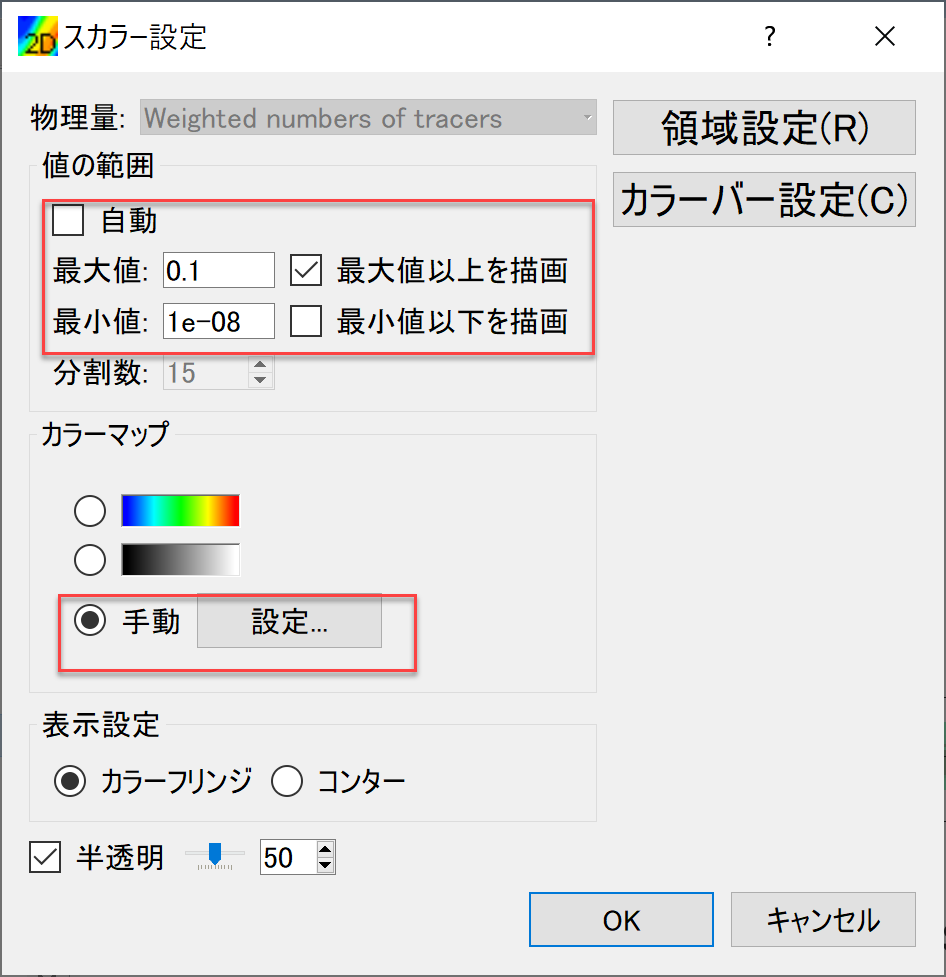 2D スカラー設定 ?
物理量: Weighted numbers of tracers 領域設定(R)
値の範囲
カラーバー設定(C)
自動
最大値: 0.1 最大値以上を描画
最小値: 1e-08 最小値以下を描画
分割数: 15
カラーマップ
手動 設定...
表示設定
カラーフリンジ コンター
半透明 50
OK キャンセル